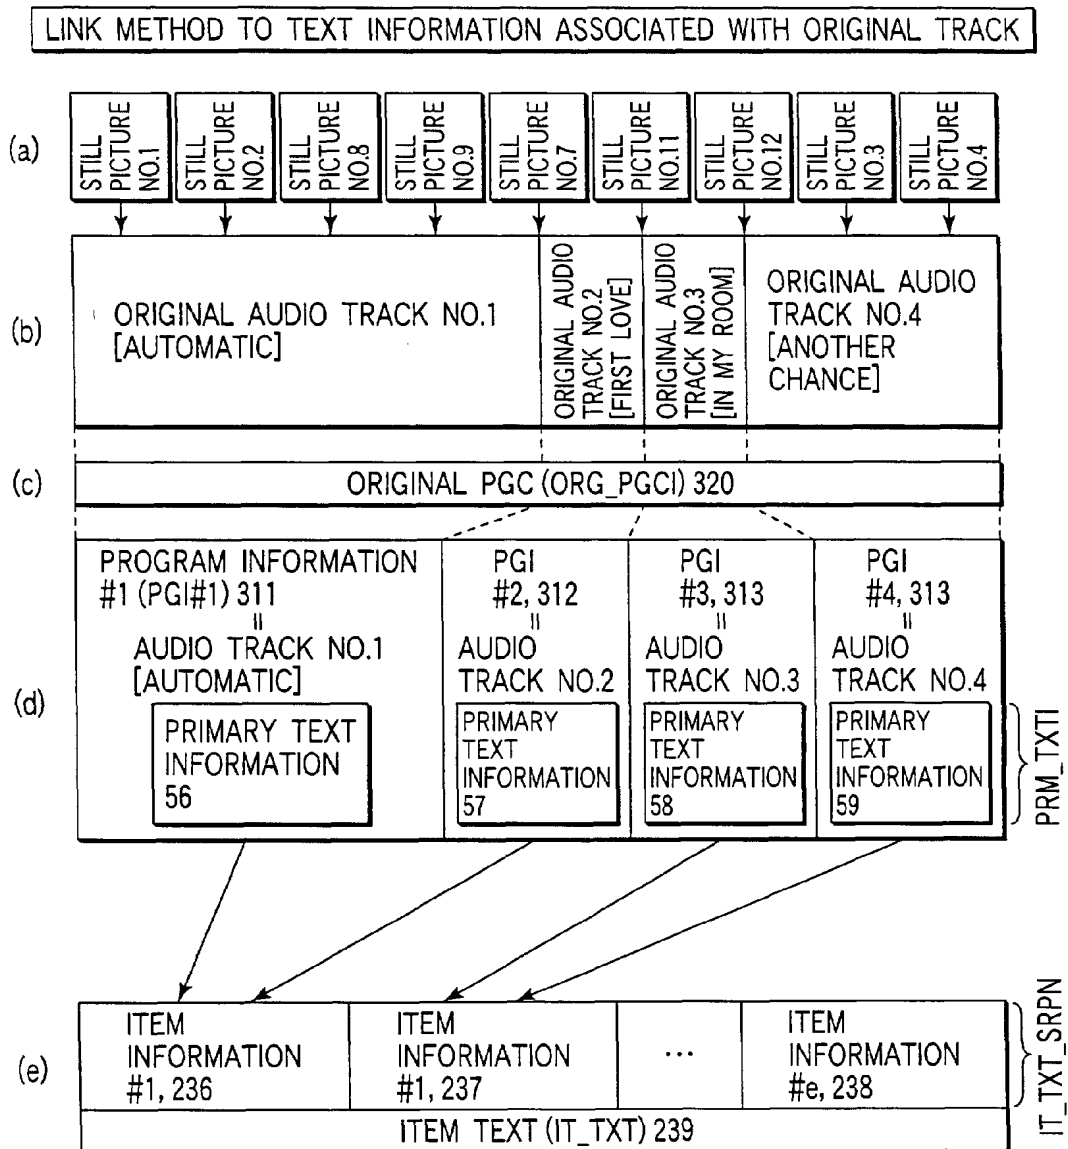 LINK METHOD TO TEXT INFORMATION ASSOCIATED WITH ORIGINAL TRACK
(a)
STILL
PICTURE
NO.1
STILL
PICTURE
NO.2
STILL
PICTURE
NO.8
STILL
PICTURE
NO.9
STILL
PICTURE
NO.7
STILL
PICTURE
NO.11
STILL
PICTURE
NO.12
STILL
PICTURE
NO.3
STILL
PICTURE
NO.4
(b)
ORIGINAL AUDIO TRACK NO.1
[AUTOMATIC]
ORIGINAL AUDIO
TRACK NO.2
[FIRST LOVE]
ORIGINAL AUDIO
TRACK NO.3
[IN MY ROOM]
ORIGINAL AUDIO
TRACK NO.4
[ANOTHER
CHANCE]
(c)
ORIGINAL PGC (ORG_PGCI) 320
(d)
PROGRAM INFORMATION
#1 (PGI#1) 311
=
AUDIO TRACK NO.1
[AUTOMATIC]
PRIMARY TEXT
INFORMATION
56
PGI
#2, 312
=
AUDIO
TRACK NO.2
PRIMARY
TEXT
INFORMATION
57
PGI
#3, 313
=
AUDIO
TRACK NO.3
PRIMARY
TEXT
INFORMATION
58
PGI
#4, 313
=
AUDIO
TRACK NO.4
PRIMARY
TEXT
INFORMATION
59
PRM_TXTI
(e)
ITEM
INFORMATION
#1, 236
ITEM
INFORMATION
#1, 237
...
ITEM
INFORMATION
#e, 238
IT_TXT_SRPN
ITEM TEXT (IT_TXT) 239